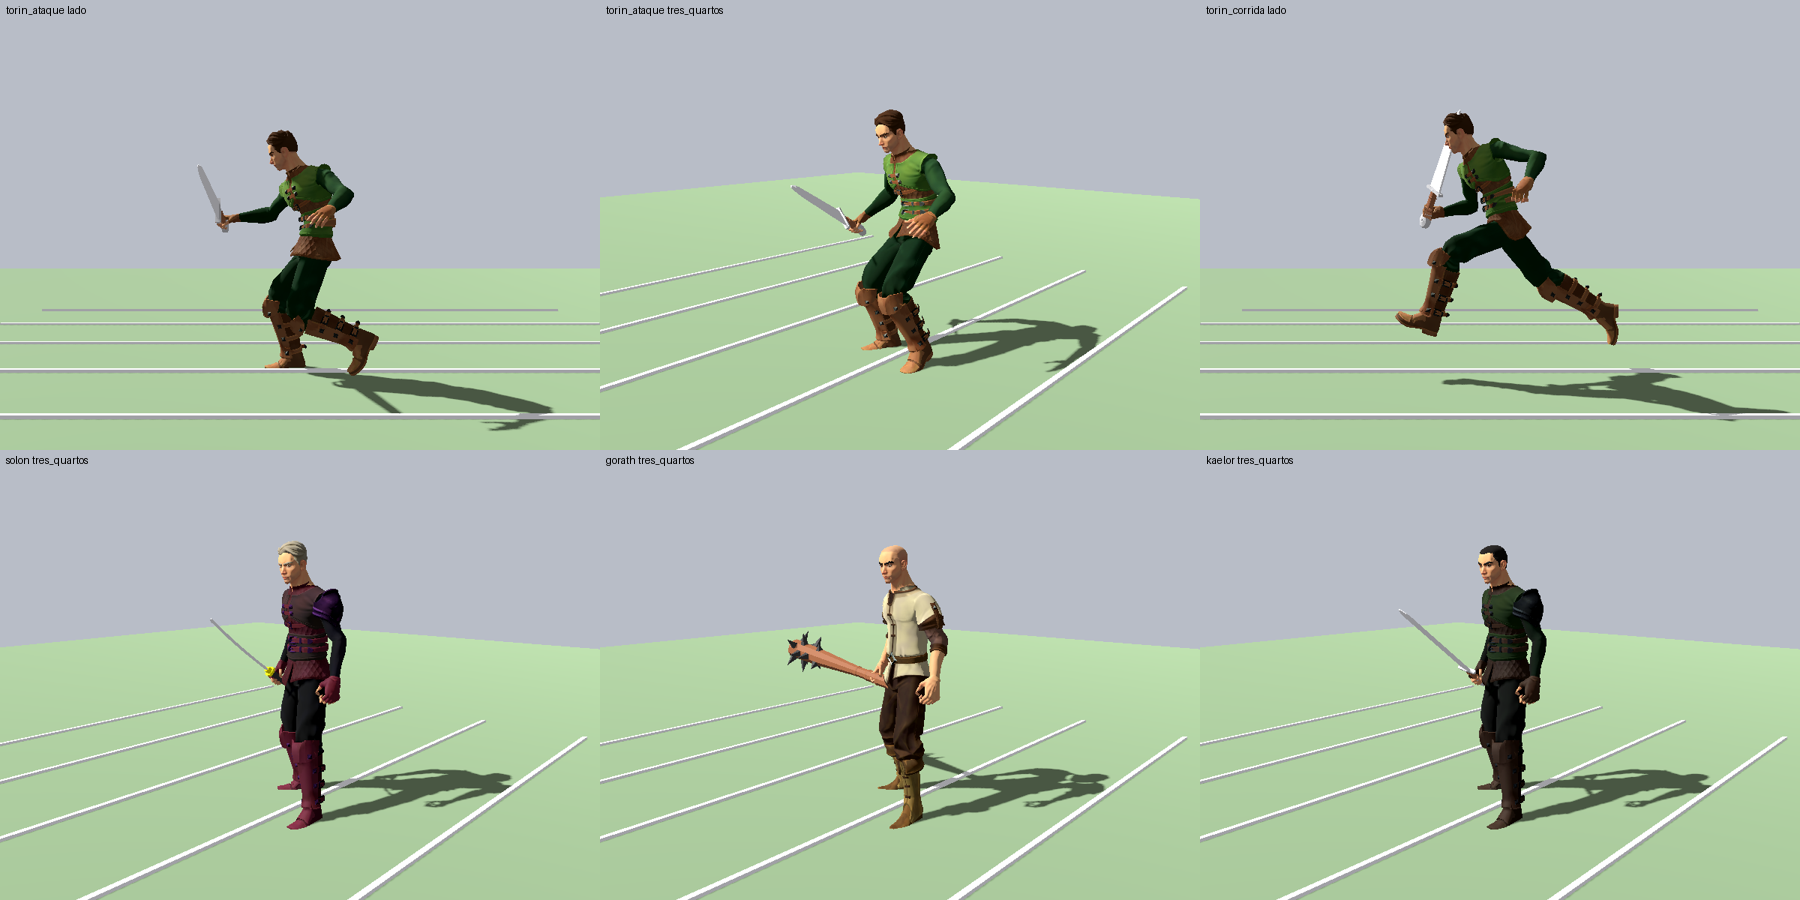 torin_ataque lado
torin_ataque tres_quartos
torin_corrida lado
solon tres_quartos
gorath tres_quartos
kaelor tres_quartos